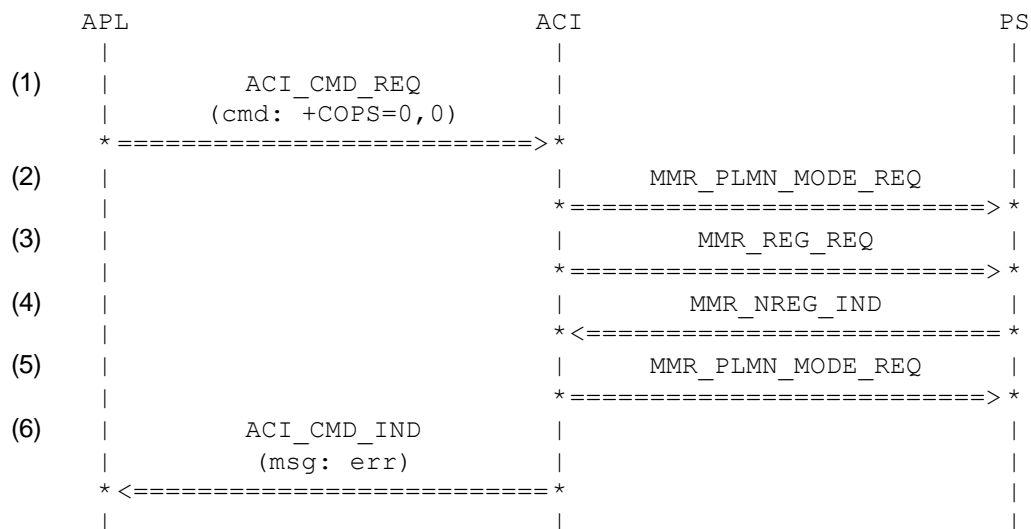 APL ACI PS
(1) ACI_CMD_REQ
(cmd: +COPS=0,0)
(2) MMR_PLMN_MODE_REQ
(3) MMR_REG_REQ
(4) MMR_NREG_IND
(5) MMR_PLMN_MODE_REQ
(6) ACI_CMD_IND
(msg: err)